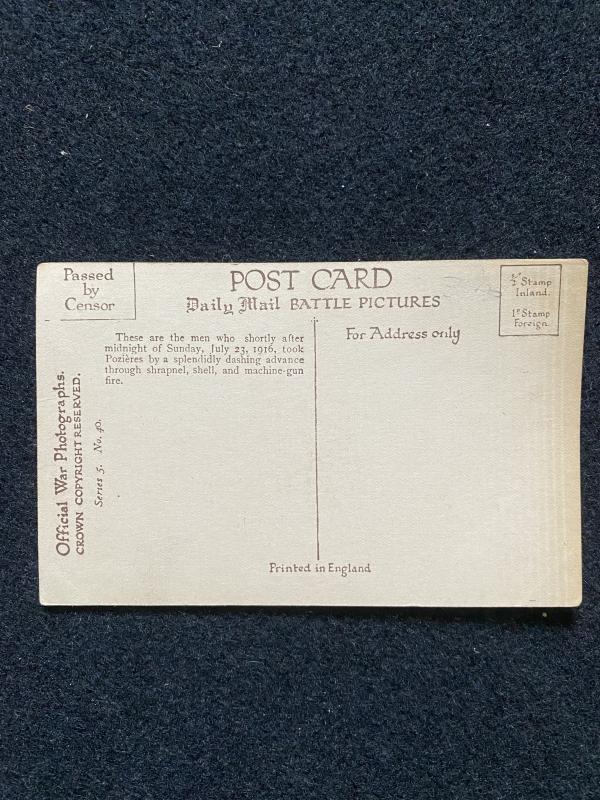 Passed
by
Censor
POST CARD
Daily Mail BATTLE PICTURES
½ᵈ Stamp
Inland.
1ᵈ Stamp
Foreign.
These are the men who shortly after
midnight of Sunday, July 23, 1916, took
Pozières by a splendidly dashing advance
through shrapnel, shell, and machine-gun
fire.
For Address only
Official War Photographs.
CROWN COPYRIGHT RESERVED.
Series 5. No. 40.
Printed in England